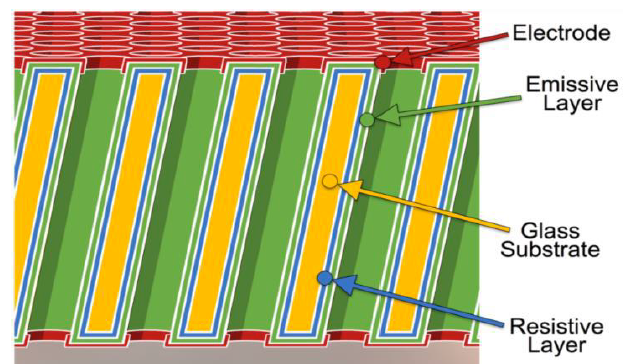 Electrode
Emissive
Layer
Glass
Substrate
Resistive
Layer